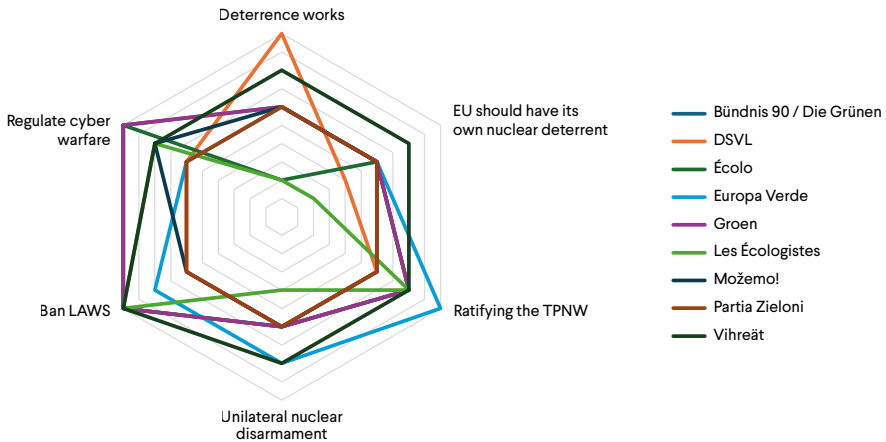 Deterrence works
EU should have its
own nuclear deterrent
Ratifying the TPNW
Unilateral nuclear
disarmament
Ban LAWS
Regulate cyber
warfare
Bündnis 90 / Die Grünen
DSVL
Écolo
Europa Verde
Groen
Les Écologistes
Možemo!
Partia Zieloni
Vihreät